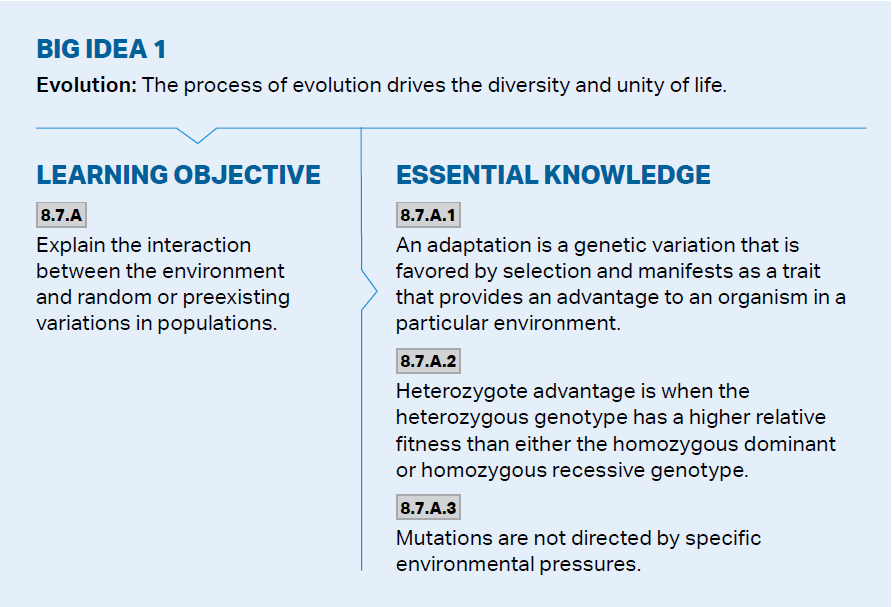 BIG IDEA 1
Evolution: The process of evolution drives the diversity and unity of life.
LEARNING OBJECTIVE
8.7.A
Explain the interaction
between the environment
and random or preexisting
variations in populations.
ESSENTIAL KNOWLEDGE
8.7.A.1
An adaptation is a genetic variation that is
favored by selection and manifests as a trait
that provides an advantage to an organism in a
particular environment.
8.7.A.2
Heterozygote advantage is when the
heterozygous genotype has a higher relative
fitness than either the homozygous dominant
or homozygous recessive genotype.
8.7.A.3
Mutations are not directed by specific
environmental pressures.